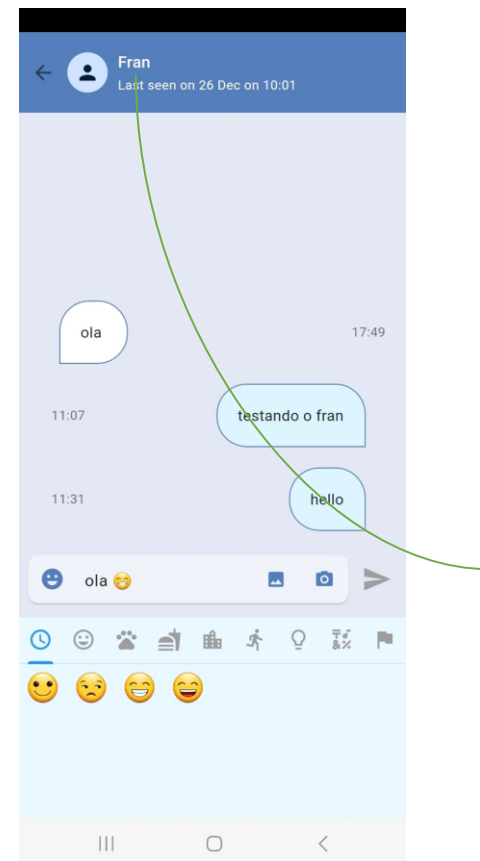 Fran
Last seen on 26 Dec on 10:01
ola 17:49
11:07 testando o fran
11:31 hello
ola 😁